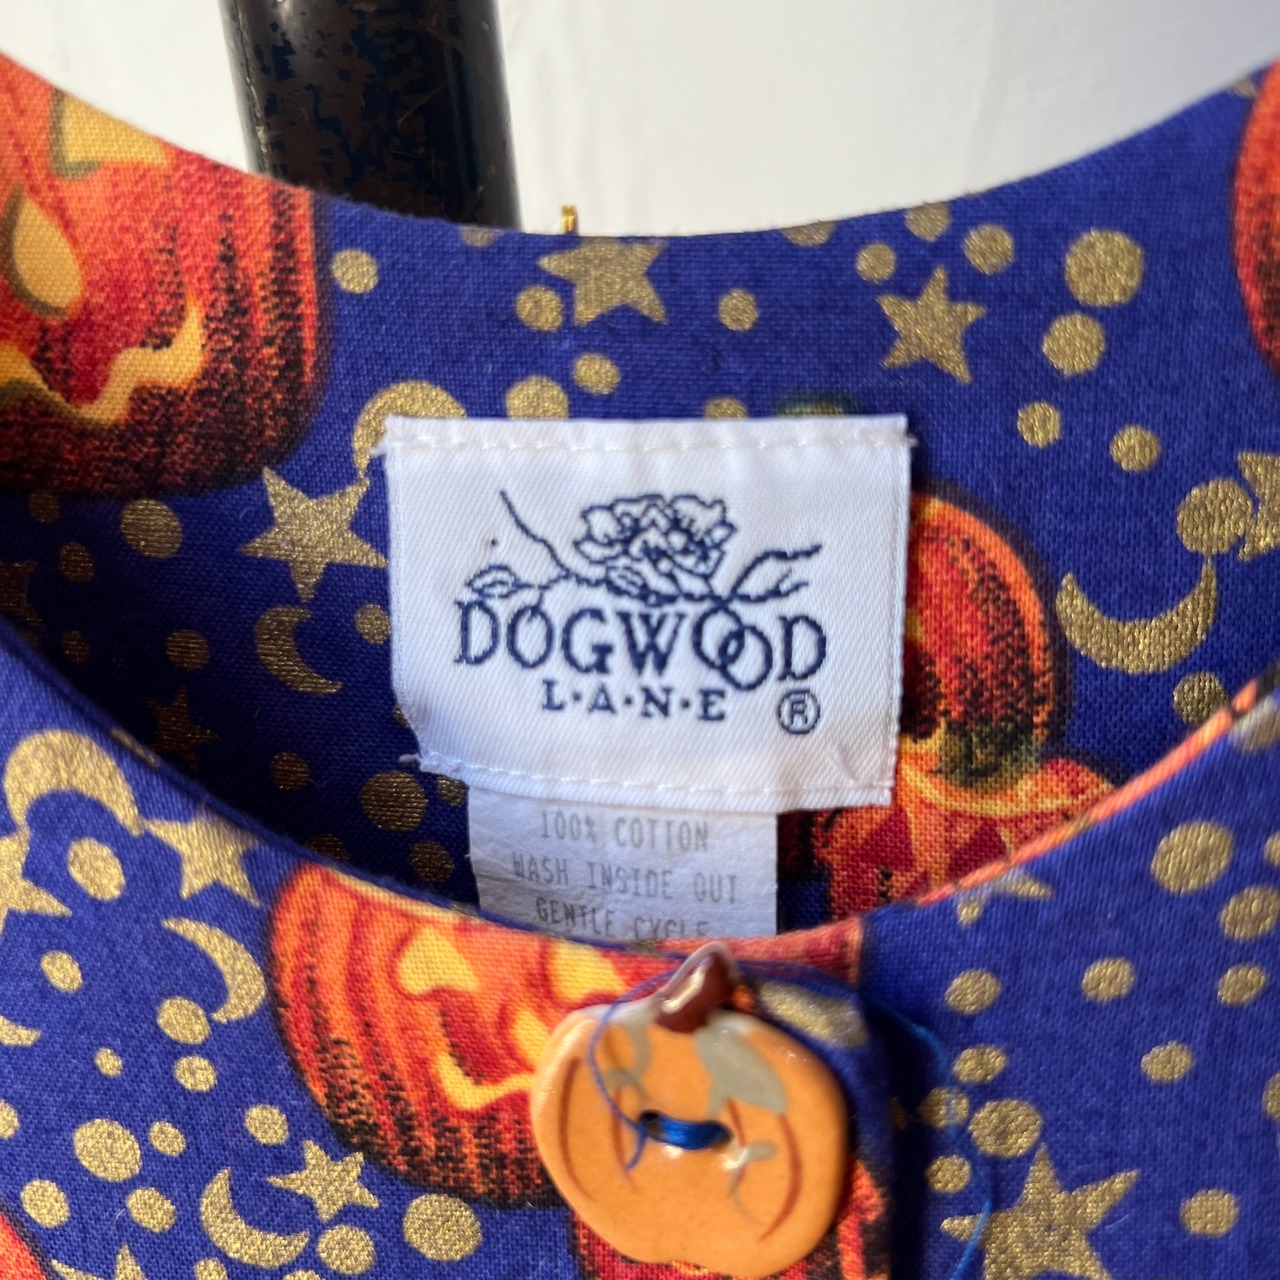 DOGWOOD
L·A·N·E ®
100% COTTON
WASH INSIDE OUT
GENTLE CYCLE